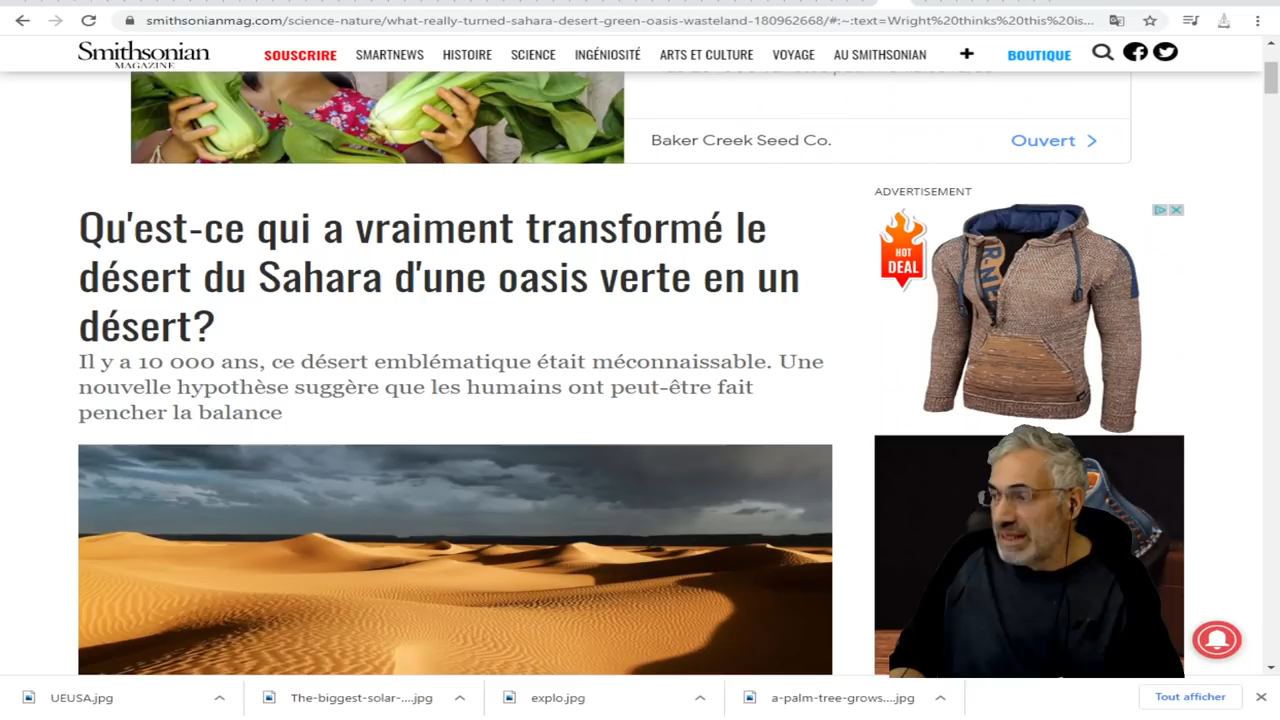 smithsonianmag.com/science-nature/what-really-turned-sahara-desert-green-oasis-wasteland-180962668/#:~:text=Wright%20thinks%20this%20is...
Smithsonian
MAGAZINE
SOUSCRIRE SMARTNEWS HISTOIRE SCIENCE INGÉNIOSITÉ ARTS ET CULTURE VOYAGE AU SMITHSONIAN + BOUTIQUE
Baker Creek Seed Co. Ouvert
ADVERTISEMENT
HOT
DEAL
Qu'est-ce qui a vraiment transformé le
désert du Sahara d'une oasis verte en un
désert?
Il y a 10 000 ans, ce désert emblématique était méconnaissable. Une
nouvelle hypothèse suggère que les humains ont peut-être fait
pencher la balance
UEUSA.jpg The-biggest-solar-....jpg explo.jpg a-palm-tree-grows....jpg Tout afficher